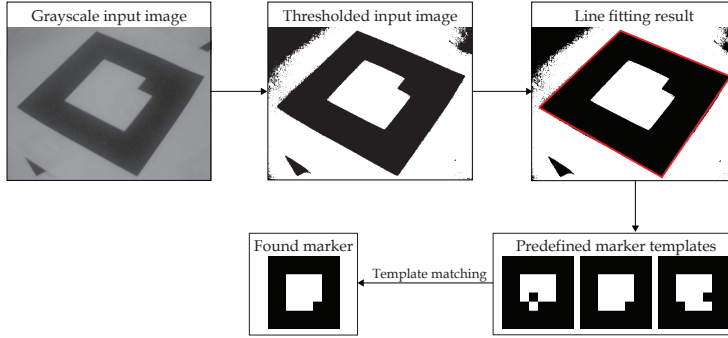 Grayscale input image
Thresholded input image
Line fitting result
Found marker
Template matching
Predefined marker templates